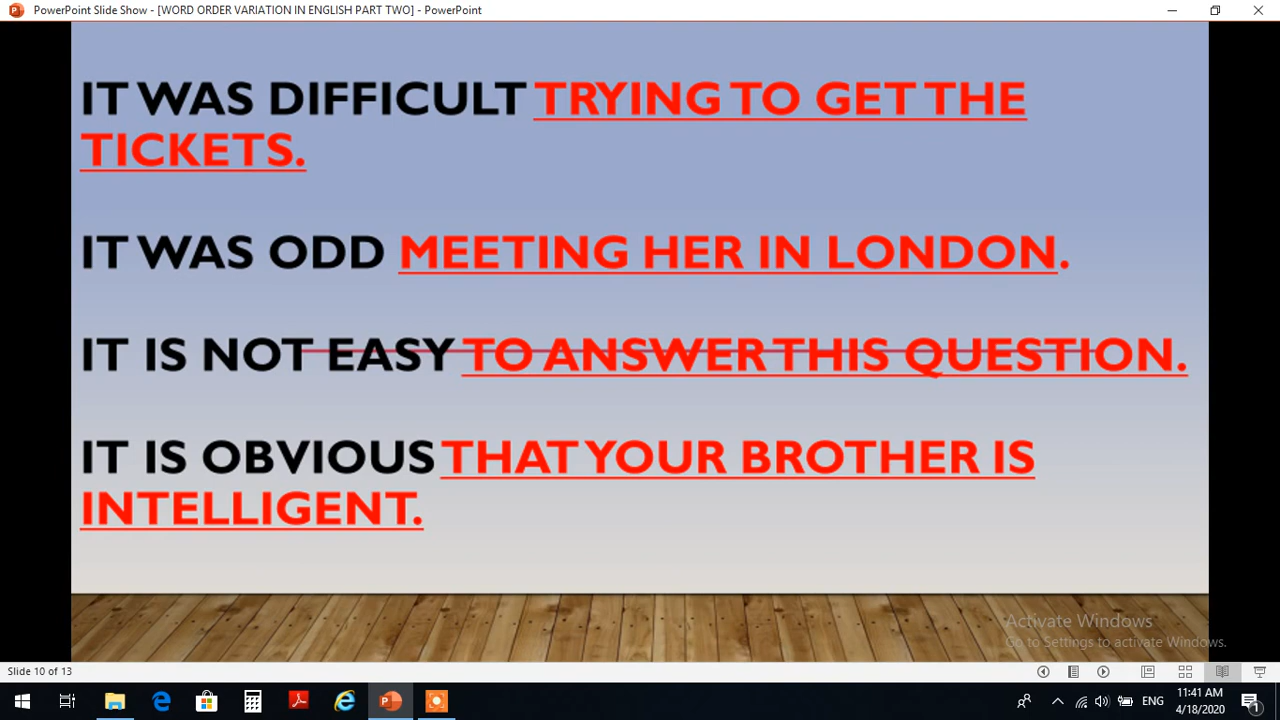 PowerPoint Slide Show - [WORD ORDER VARIATION IN ENGLISH PART TWO] - PowerPoint
IT WAS DIFFICULT TRYING TO GET THE
TICKETS.
IT WAS ODD MEETING HER IN LONDON.
IT IS NOT EASY TO ANSWER THIS QUESTION.
IT IS OBVIOUS THAT YOUR BROTHER IS
INTELLIGENT.
Activate Windows
Go to Settings to activate Windows.
Slide 10 of 13
ENG
11:41 AM
4/18/2020
1